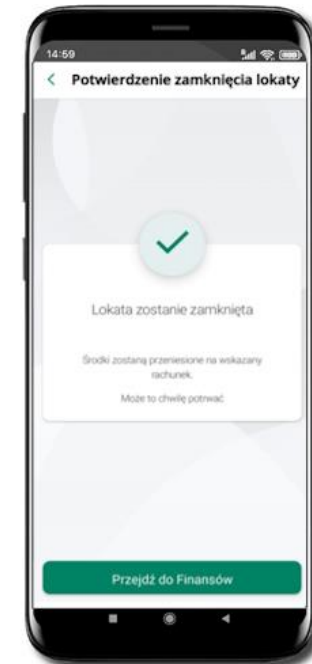 14:59
Potwierdzenie zamknięcia lokaty
Lokata zostanie zamknięta
Środki zostaną przeniesione na wskazany
rachunek.
Może to chwilę potrwać
Przejdź do Finansów